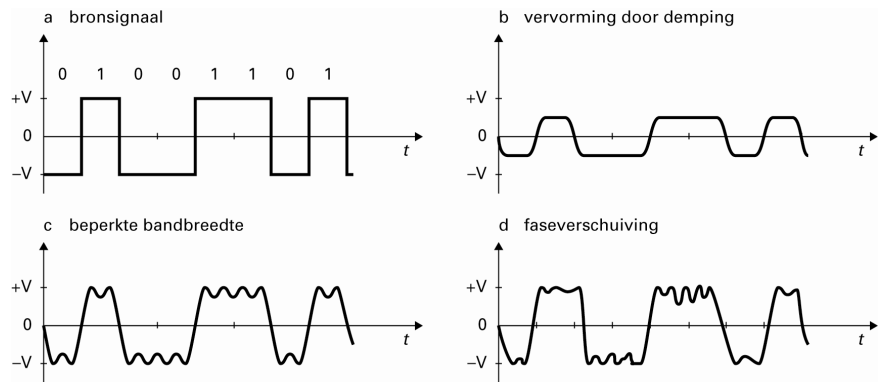 a bronsignaal
0 1 0 0 1 1 0 1
+V
0
–V
t
b vervorming door demping
+V
0
–V
t
c beperkte bandbreedte
+V
0
–V
t
d faseverschuiving
+V
0
–V
t